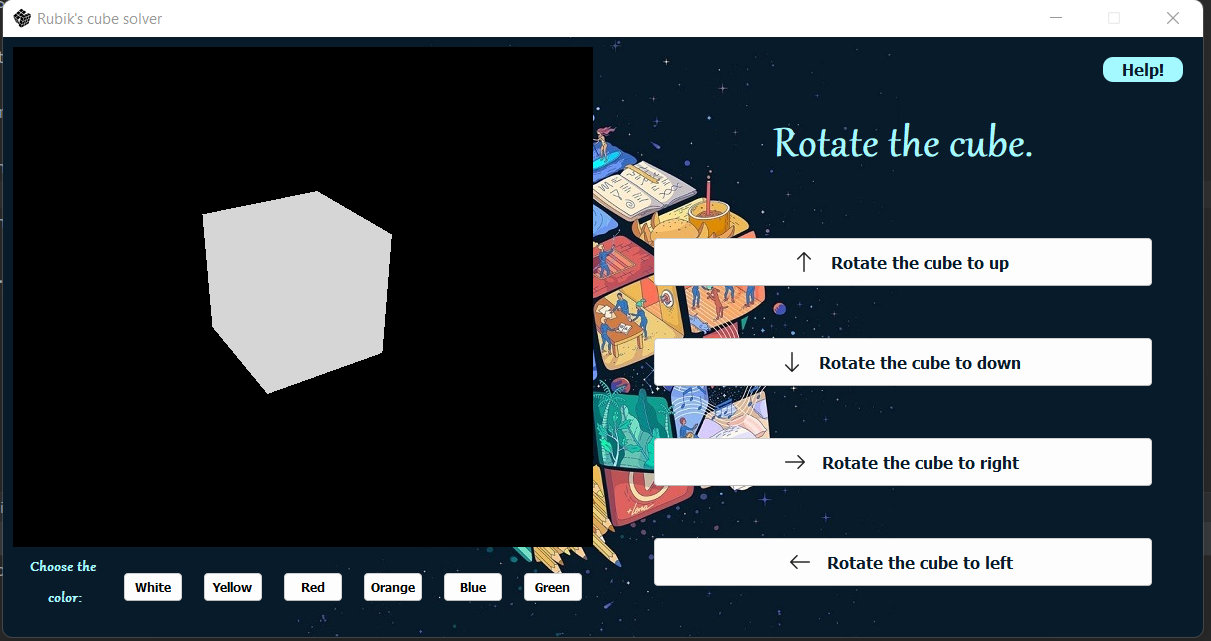 Rubik's cube solver
Help!
Rotate the cube.
↑ Rotate the cube to up
↓ Rotate the cube to down
→ Rotate the cube to right
← Rotate the cube to left
Choose the
color:
White Yellow Red Orange Blue Green